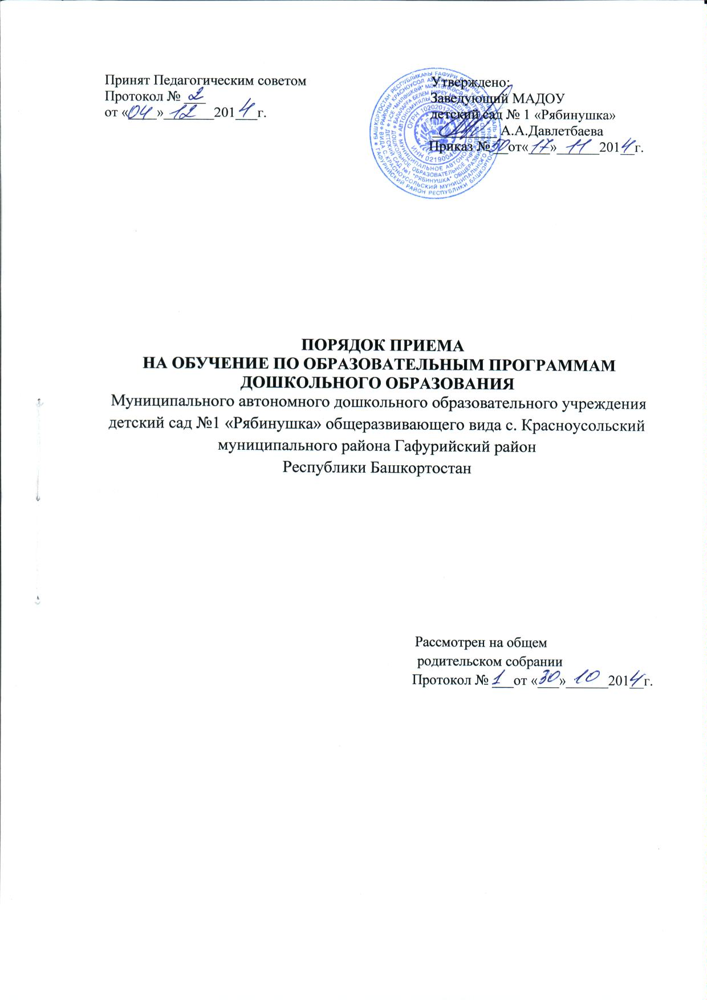 Принят Педагогическим советом
Протокол № 2
от «04» 12 2014 г.
Утверждено:
Заведующий МАДОУ
детский сад № 1 «Рябинушка»
А.А.Давлетбаева
Приказ № 50 от «17» 11 2014 г.
ПОРЯДОК ПРИЕМА
НА ОБУЧЕНИЕ ПО ОБРАЗОВАТЕЛЬНЫМ ПРОГРАММАМ
ДОШКОЛЬНОГО ОБРАЗОВАНИЯ
Муниципального автономного дошкольного образовательного учреждения
детский сад №1 «Рябинушка» общеразвивающего вида с. Красноусольский
муниципального района Гафурийский район
Республики Башкортостан
Рассмотрен на общем
родительском собрании
Протокол № 1 от «30» 10 2014 г.